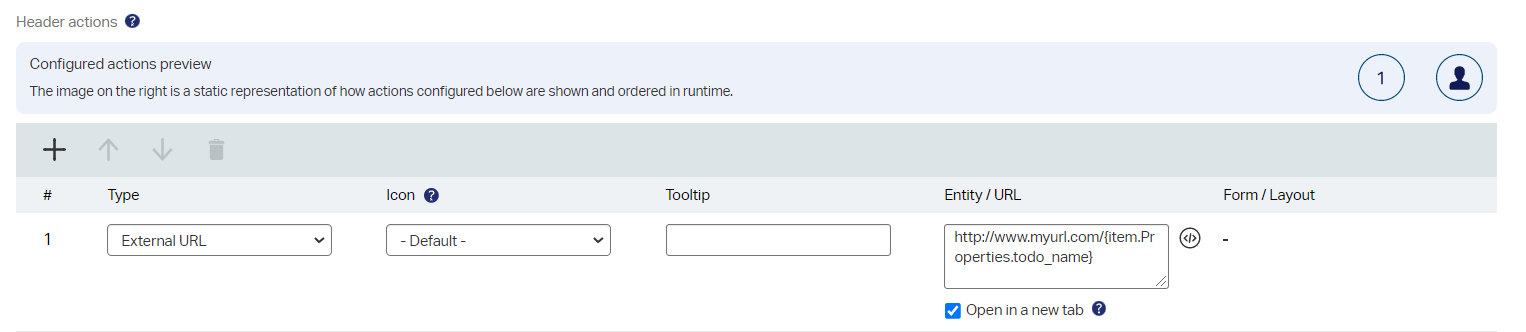 Header actions ?
Configured actions preview
The image on the right is a static representation of how actions configured below are shown and ordered in runtime.
1
# Type Icon ? Tooltip Entity / URL Form / Layout
1 External URL - Default - http://www.myurl.com/{item.Pr
operties.todo_name} </> -
Open in a new tab ?